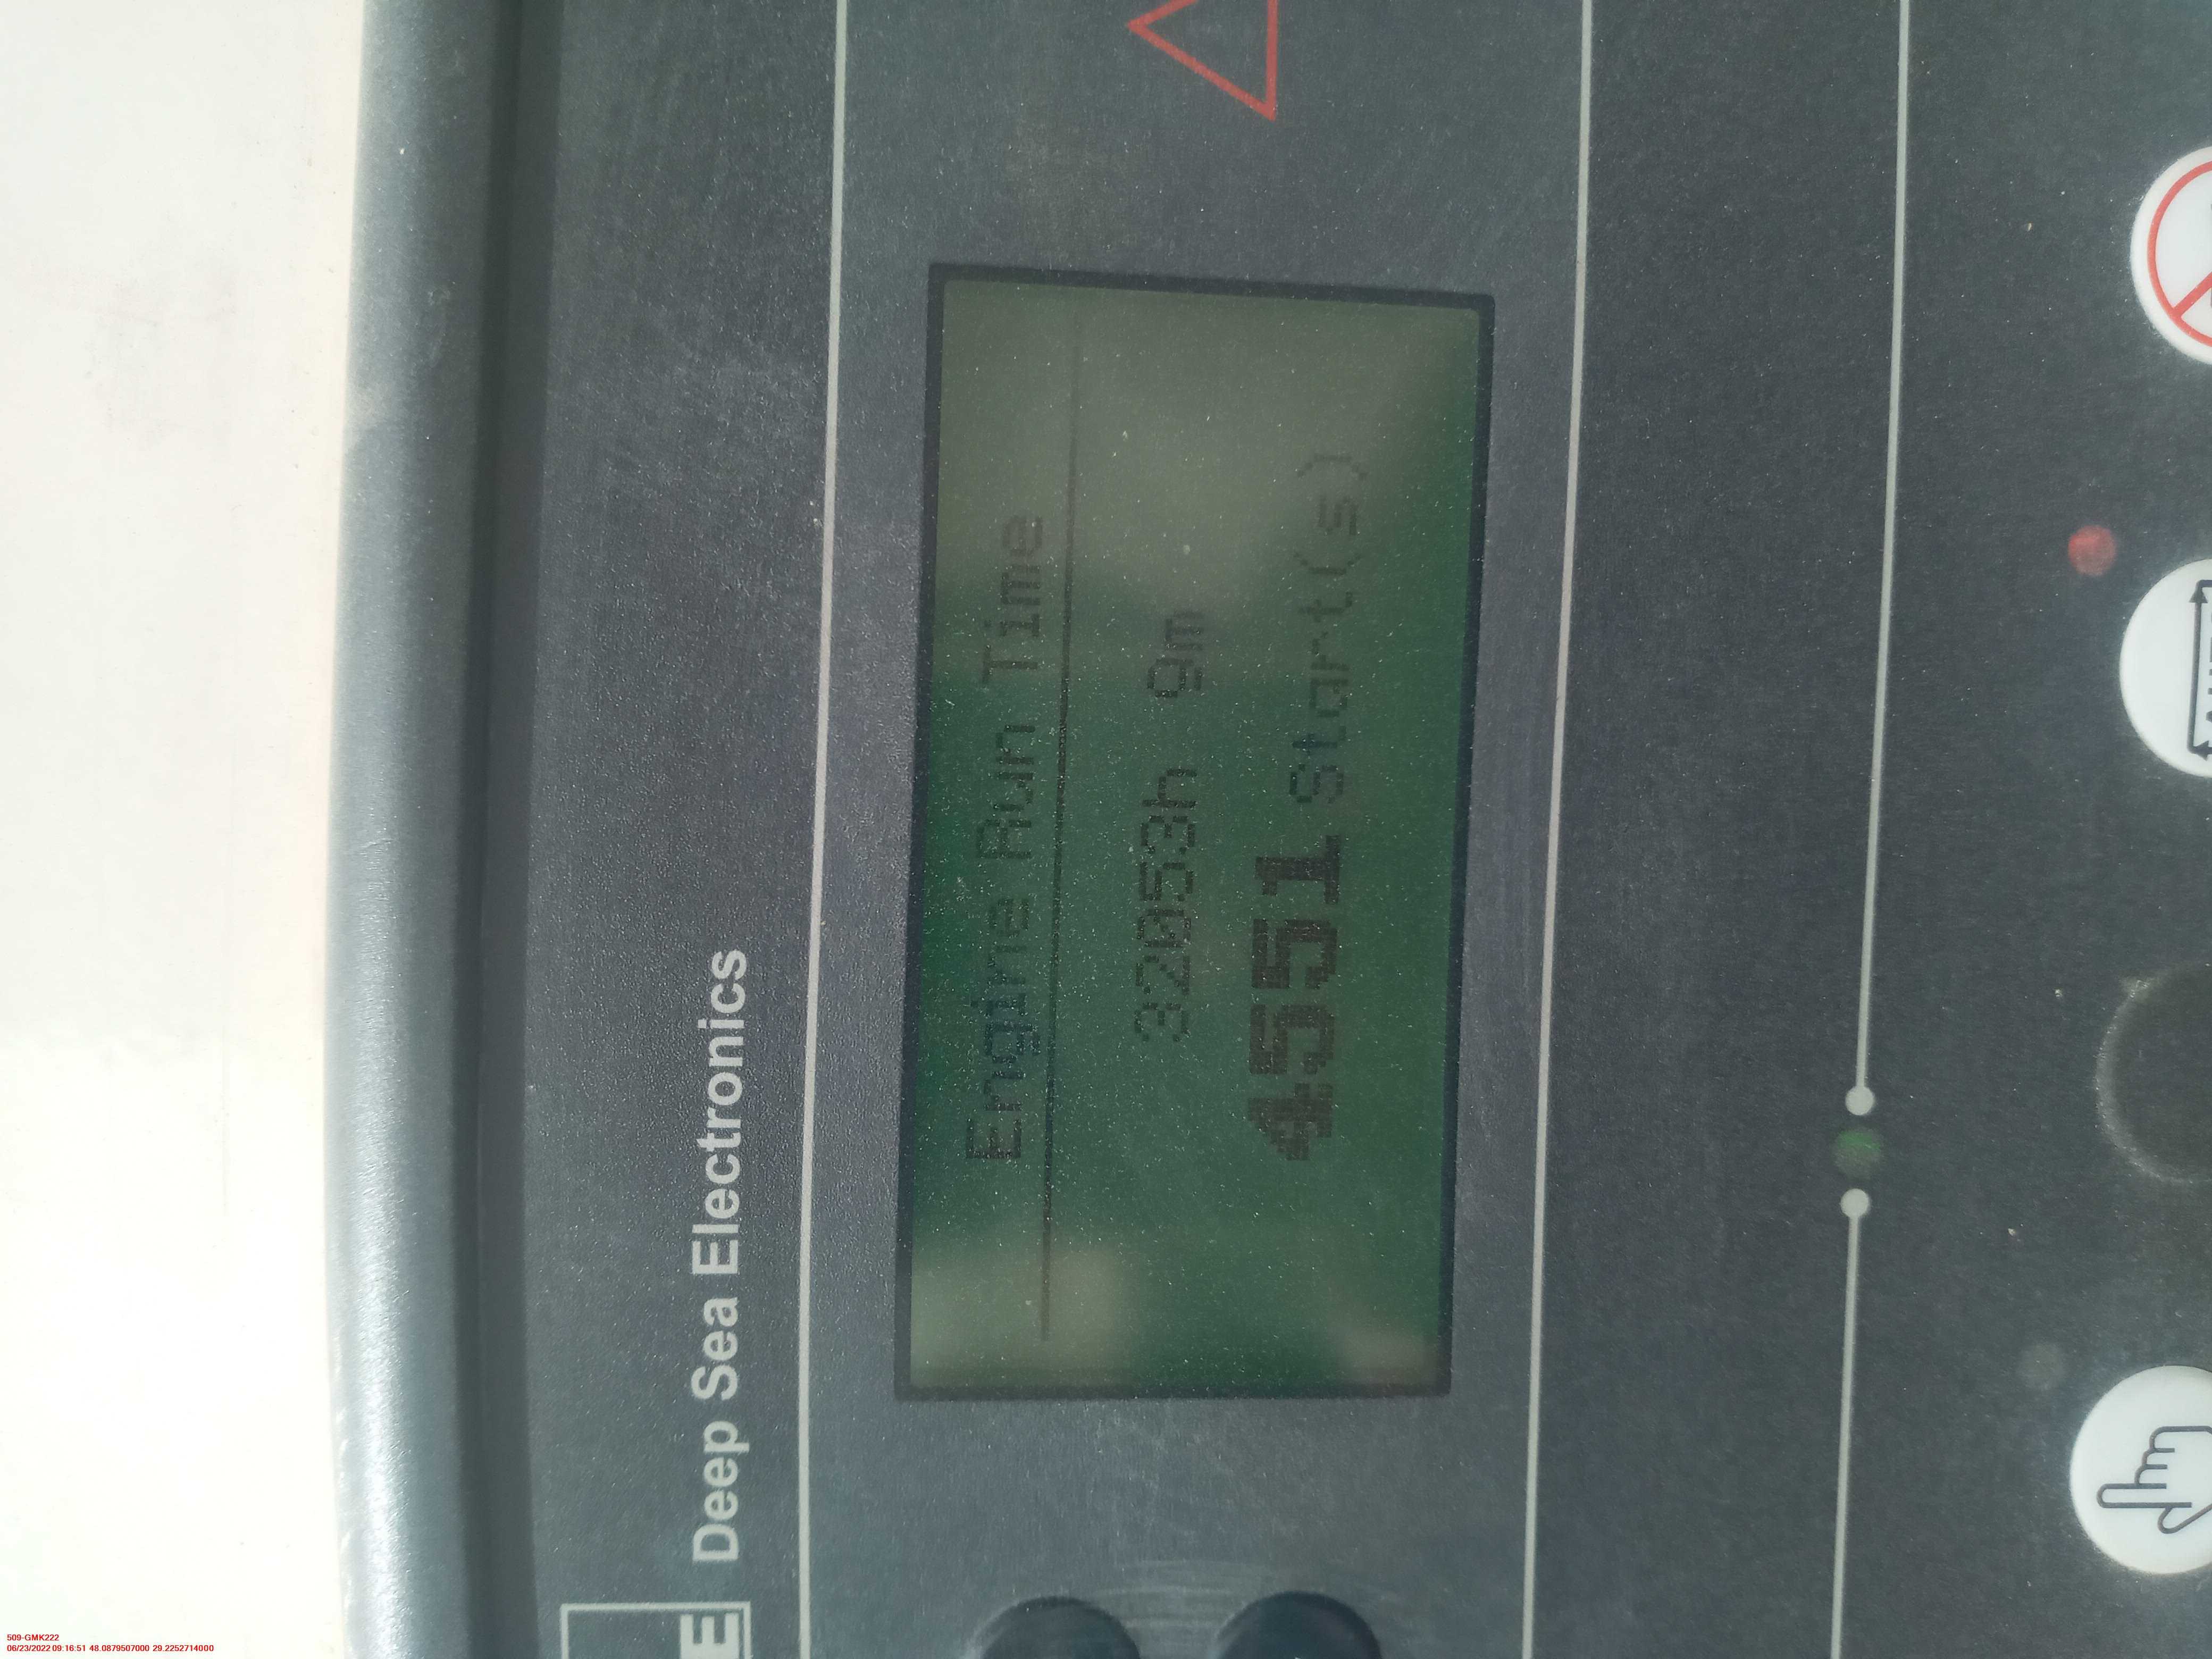 E Deep Sea Electronics
Engine Run Time
32053h 9m
4551 Start(s)
509-GMK222
06/23/2022 09:16:51 48.0879507000 29.2252714000